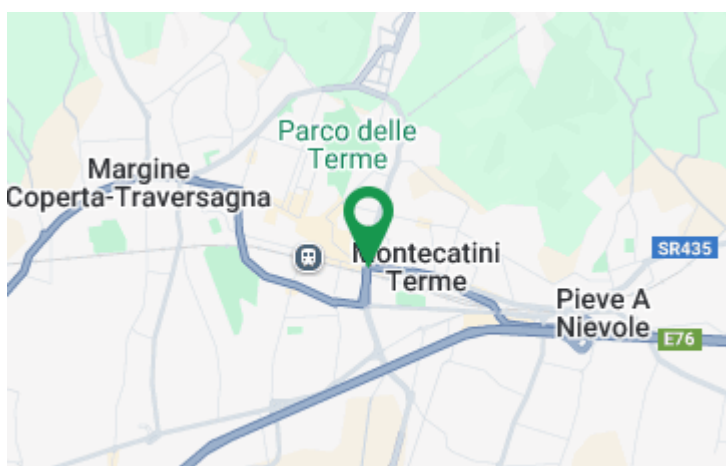 Parco delle
Terme
Margine
Coperta-Traversagna
Montecatini
Terme
SR435
Pieve A
Nievole
E76